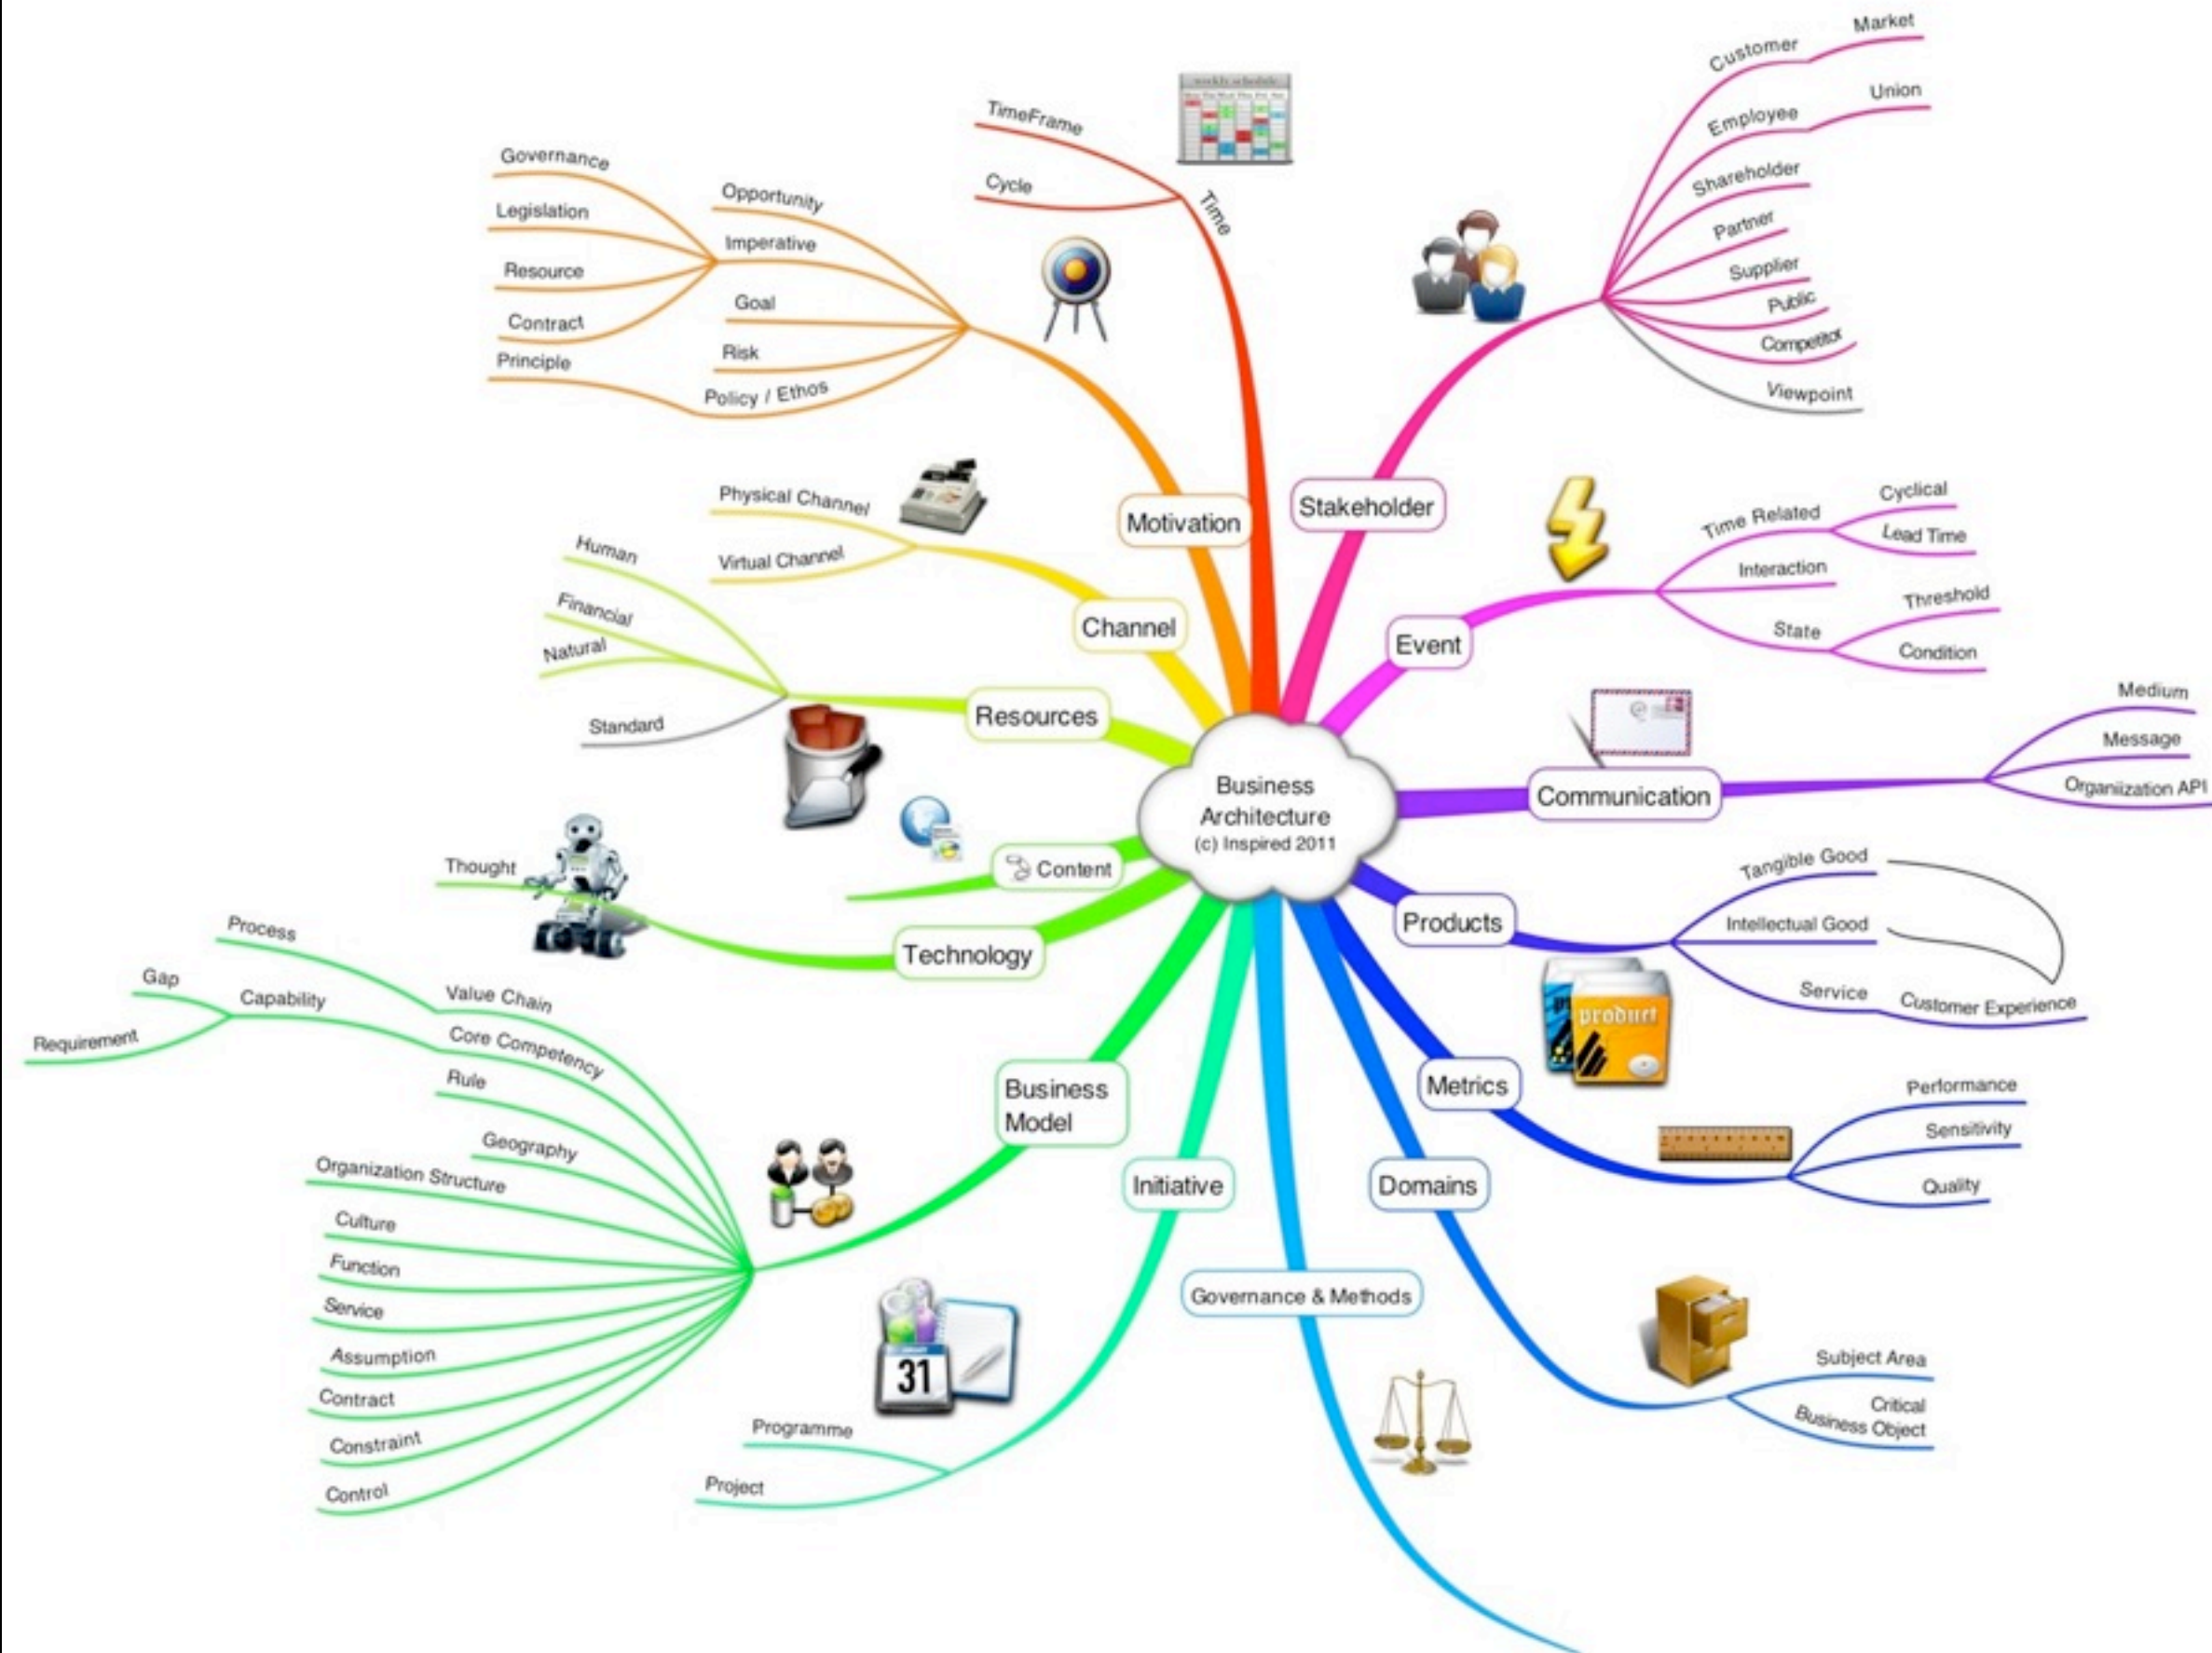 Business
Architecture
(c) Inspired 2011
Time
TimeFrame
Cycle
weekly schedule
Stakeholder
Customer
Market
Employee
Union
Shareholder
Partner
Supplier
Public
Competitor
Viewpoint
Event
Time Related
Cyclical
Lead Time
Interaction
State
Threshold
Condition
Communication
Medium
Message
Organiization API
Products
Tangible Good
Intellectual Good
Service
Customer Experience
product
Metrics
Performance
Sensitivity
Quality
Domains
Subject Area
Critical
Business Object
Governance & Methods
Initiative
Programme
Project
31
Business
Model
Value Chain
Process
Core Competency
Capability
Gap
Requirement
Rule
Geography
Organization Structure
Culture
Function
Service
Assumption
Contract
Constraint
Control
Technology
Thought
Content
Resources
Human
Financial
Natural
Standard
Channel
Physical Channel
Virtual Channel
Motivation
Opportunity
Imperative
Governance
Legislation
Resource
Contract
Goal
Risk
Policy / Ethos
Principle